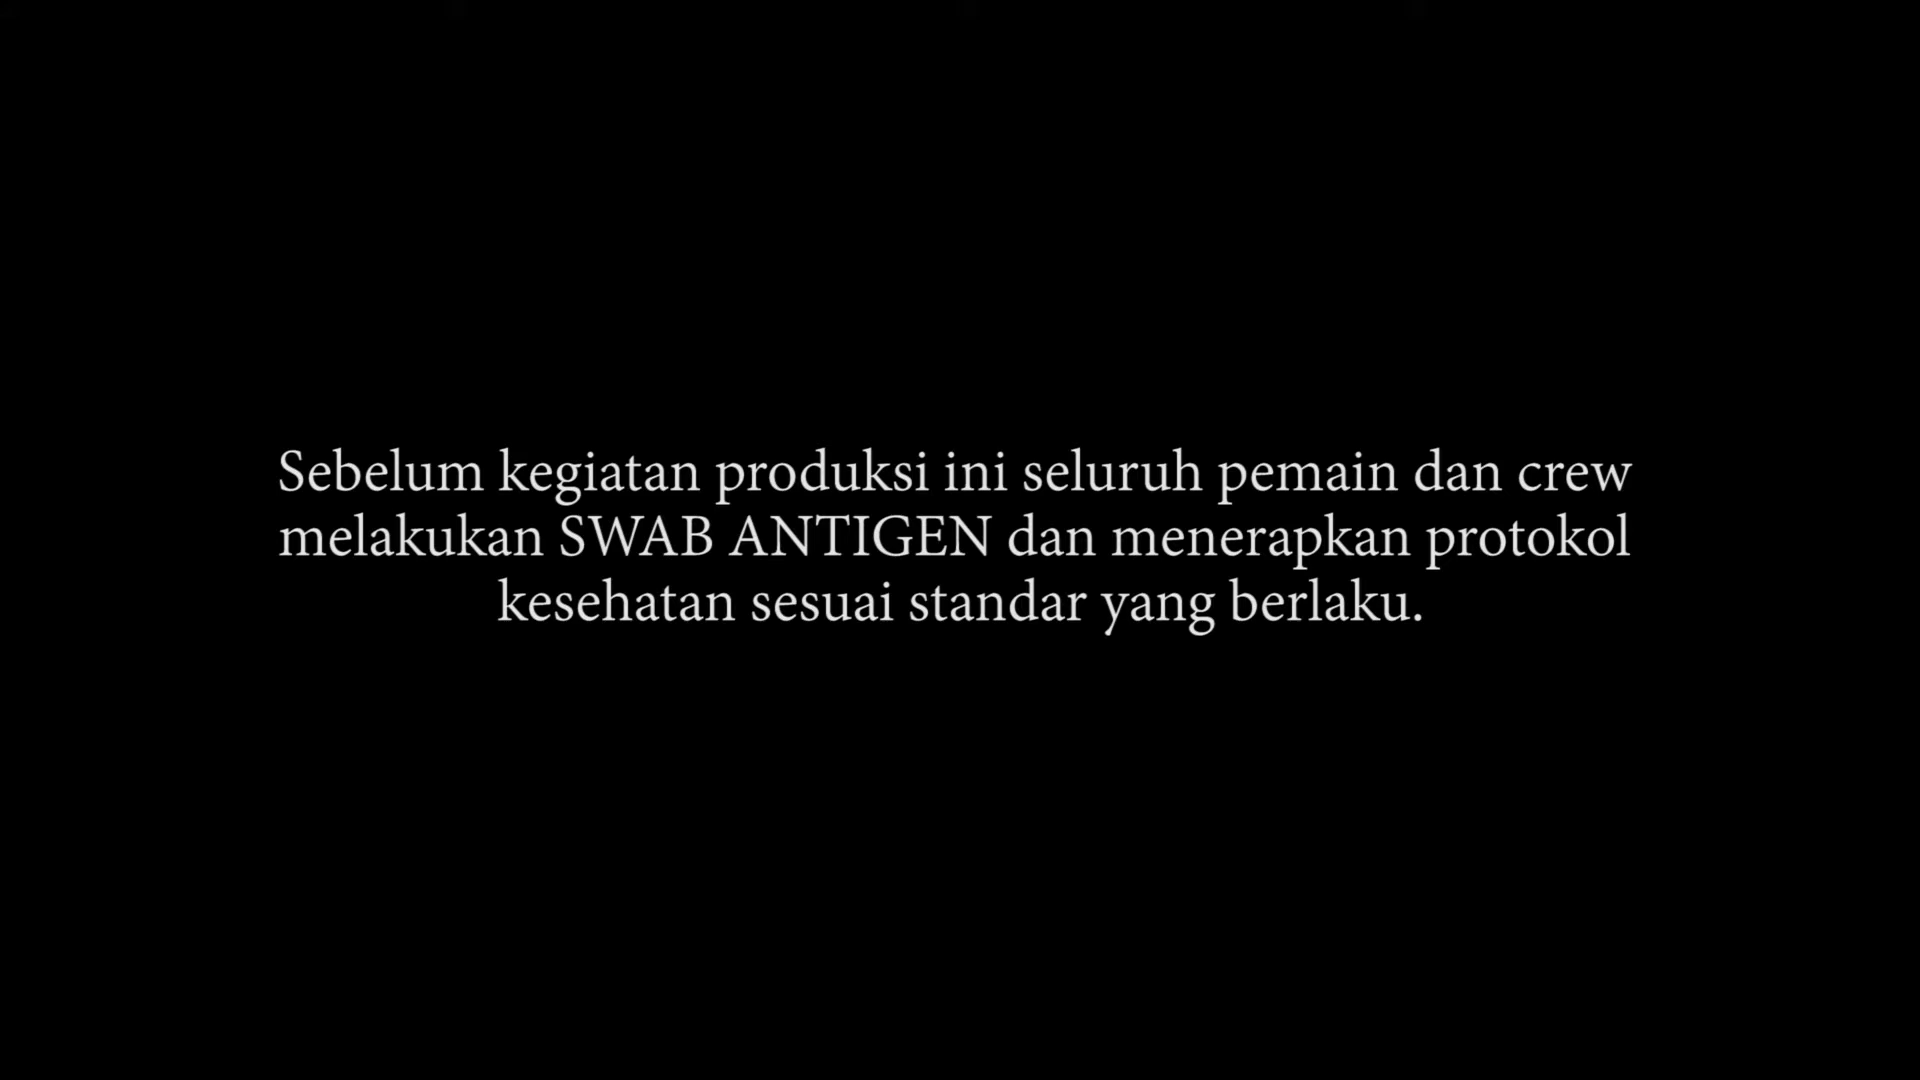 Sebelum kegiatan produksi ini seluruh pemain dan crew
melakukan SWAB ANTIGEN dan menerapkan protokol
kesehatan sesuai standar yang berlaku.